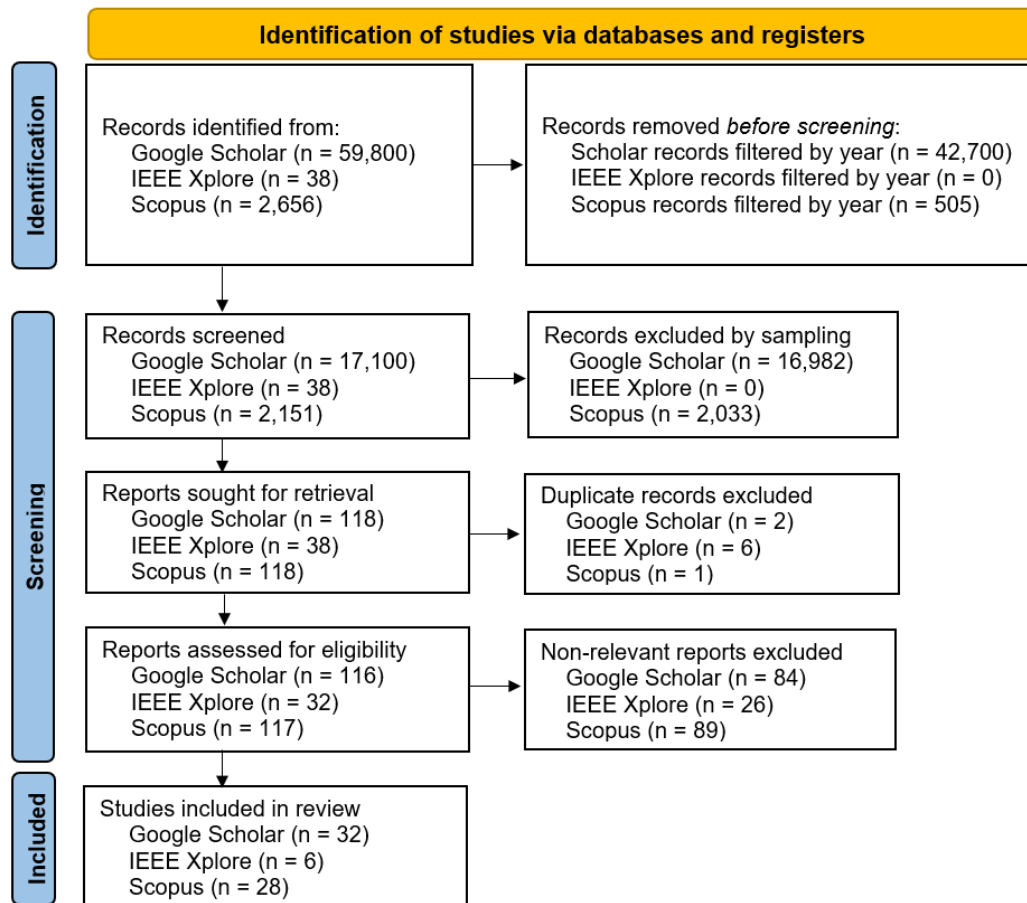 Identification of studies via databases and registers
Identification
Records identified from:
Google Scholar (n = 59,800)
IEEE Xplore (n = 38)
Scopus (n = 2,656)
Records removed before screening:
Scholar records filtered by year (n = 42,700)
IEEE Xplore records filtered by year (n = 0)
Scopus records filtered by year (n = 505)
Screening
Records screened
Google Scholar (n = 17,100)
IEEE Xplore (n = 38)
Scopus (n = 2,151)
Records excluded by sampling
Google Scholar (n = 16,982)
IEEE Xplore (n = 0)
Scopus (n = 2,033)
Reports sought for retrieval
Google Scholar (n = 118)
IEEE Xplore (n = 38)
Scopus (n = 118)
Duplicate records excluded
Google Scholar (n = 2)
IEEE Xplore (n = 6)
Scopus (n = 1)
Reports assessed for eligibility
Google Scholar (n = 116)
IEEE Xplore (n = 32)
Scopus (n = 117)
Non-relevant reports excluded
Google Scholar (n = 84)
IEEE Xplore (n = 26)
Scopus (n = 89)
Included
Studies included in review
Google Scholar (n = 32)
IEEE Xplore (n = 6)
Scopus (n = 28)